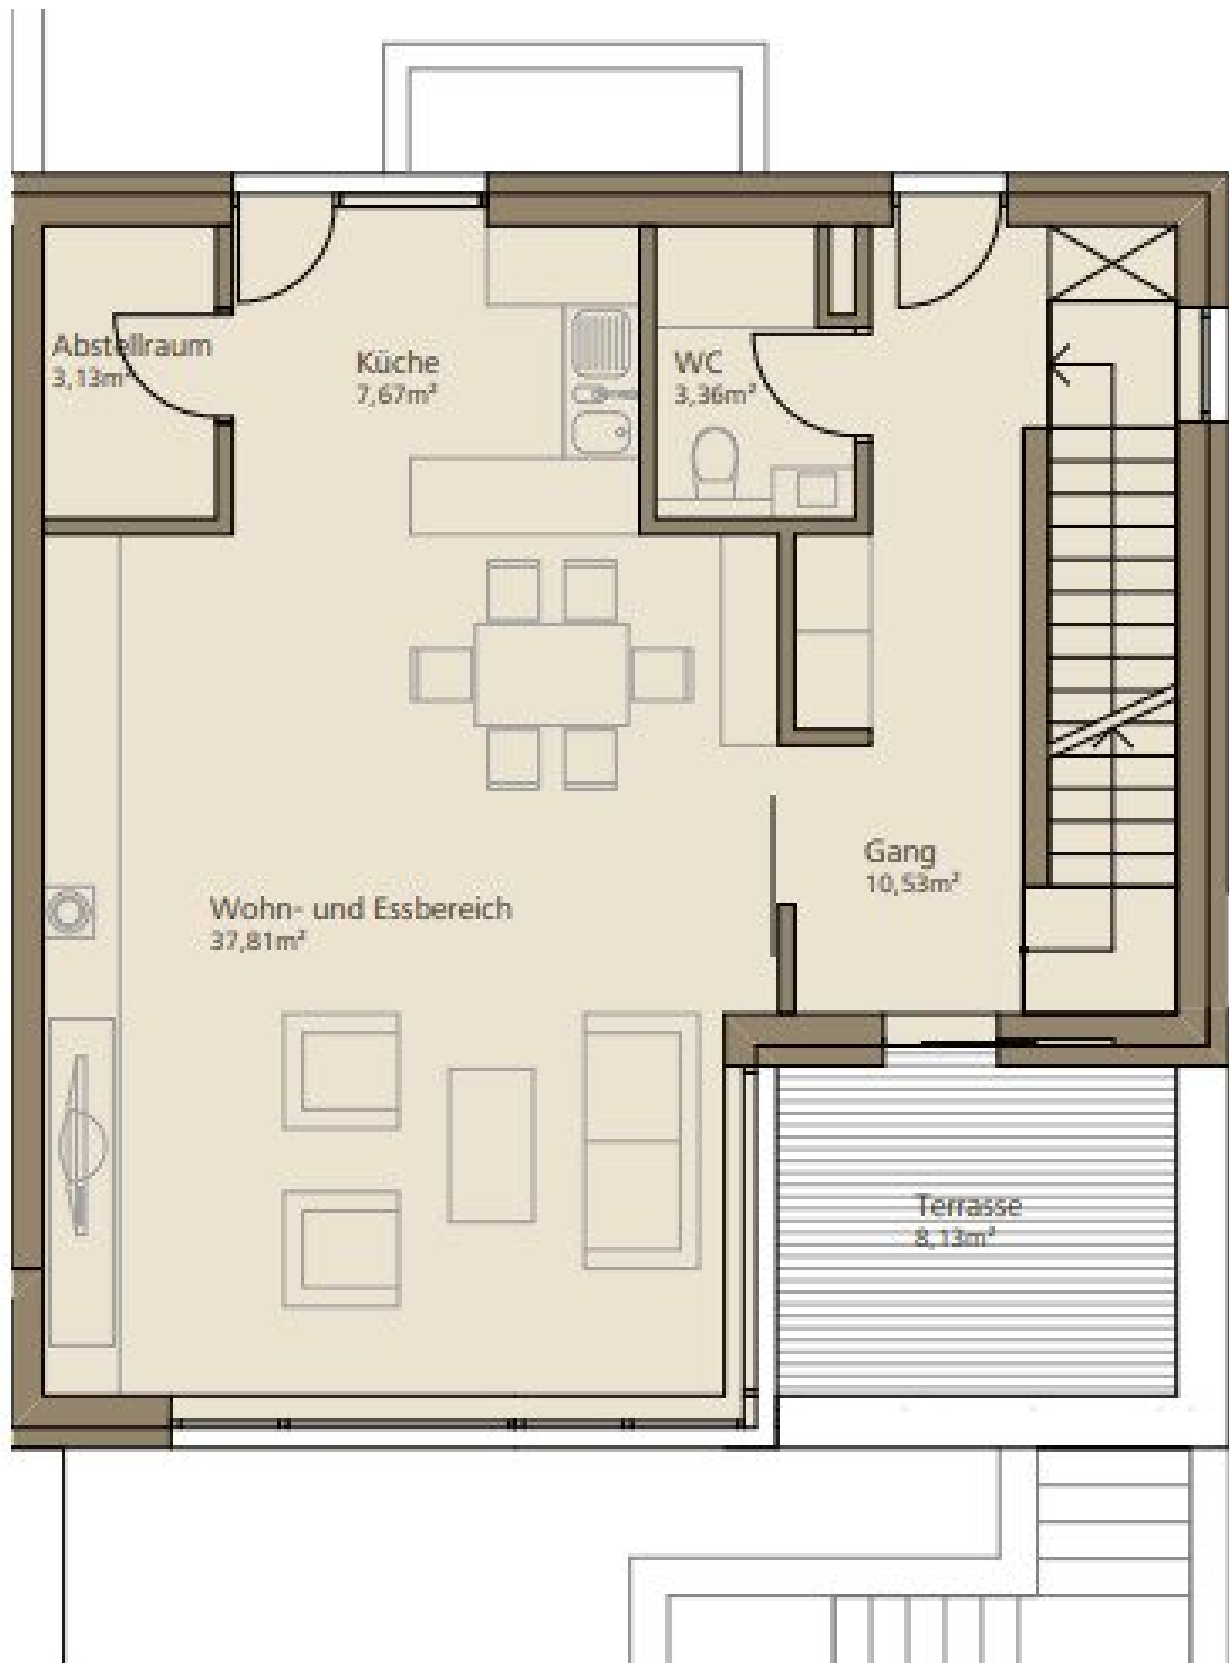 Abstellraum
3,13m²
Küche
7,67m²
WC
3,36m²
Gang
10,53m²
Wohn- und Essbereich
37,81m²
Terrasse
8,13m²